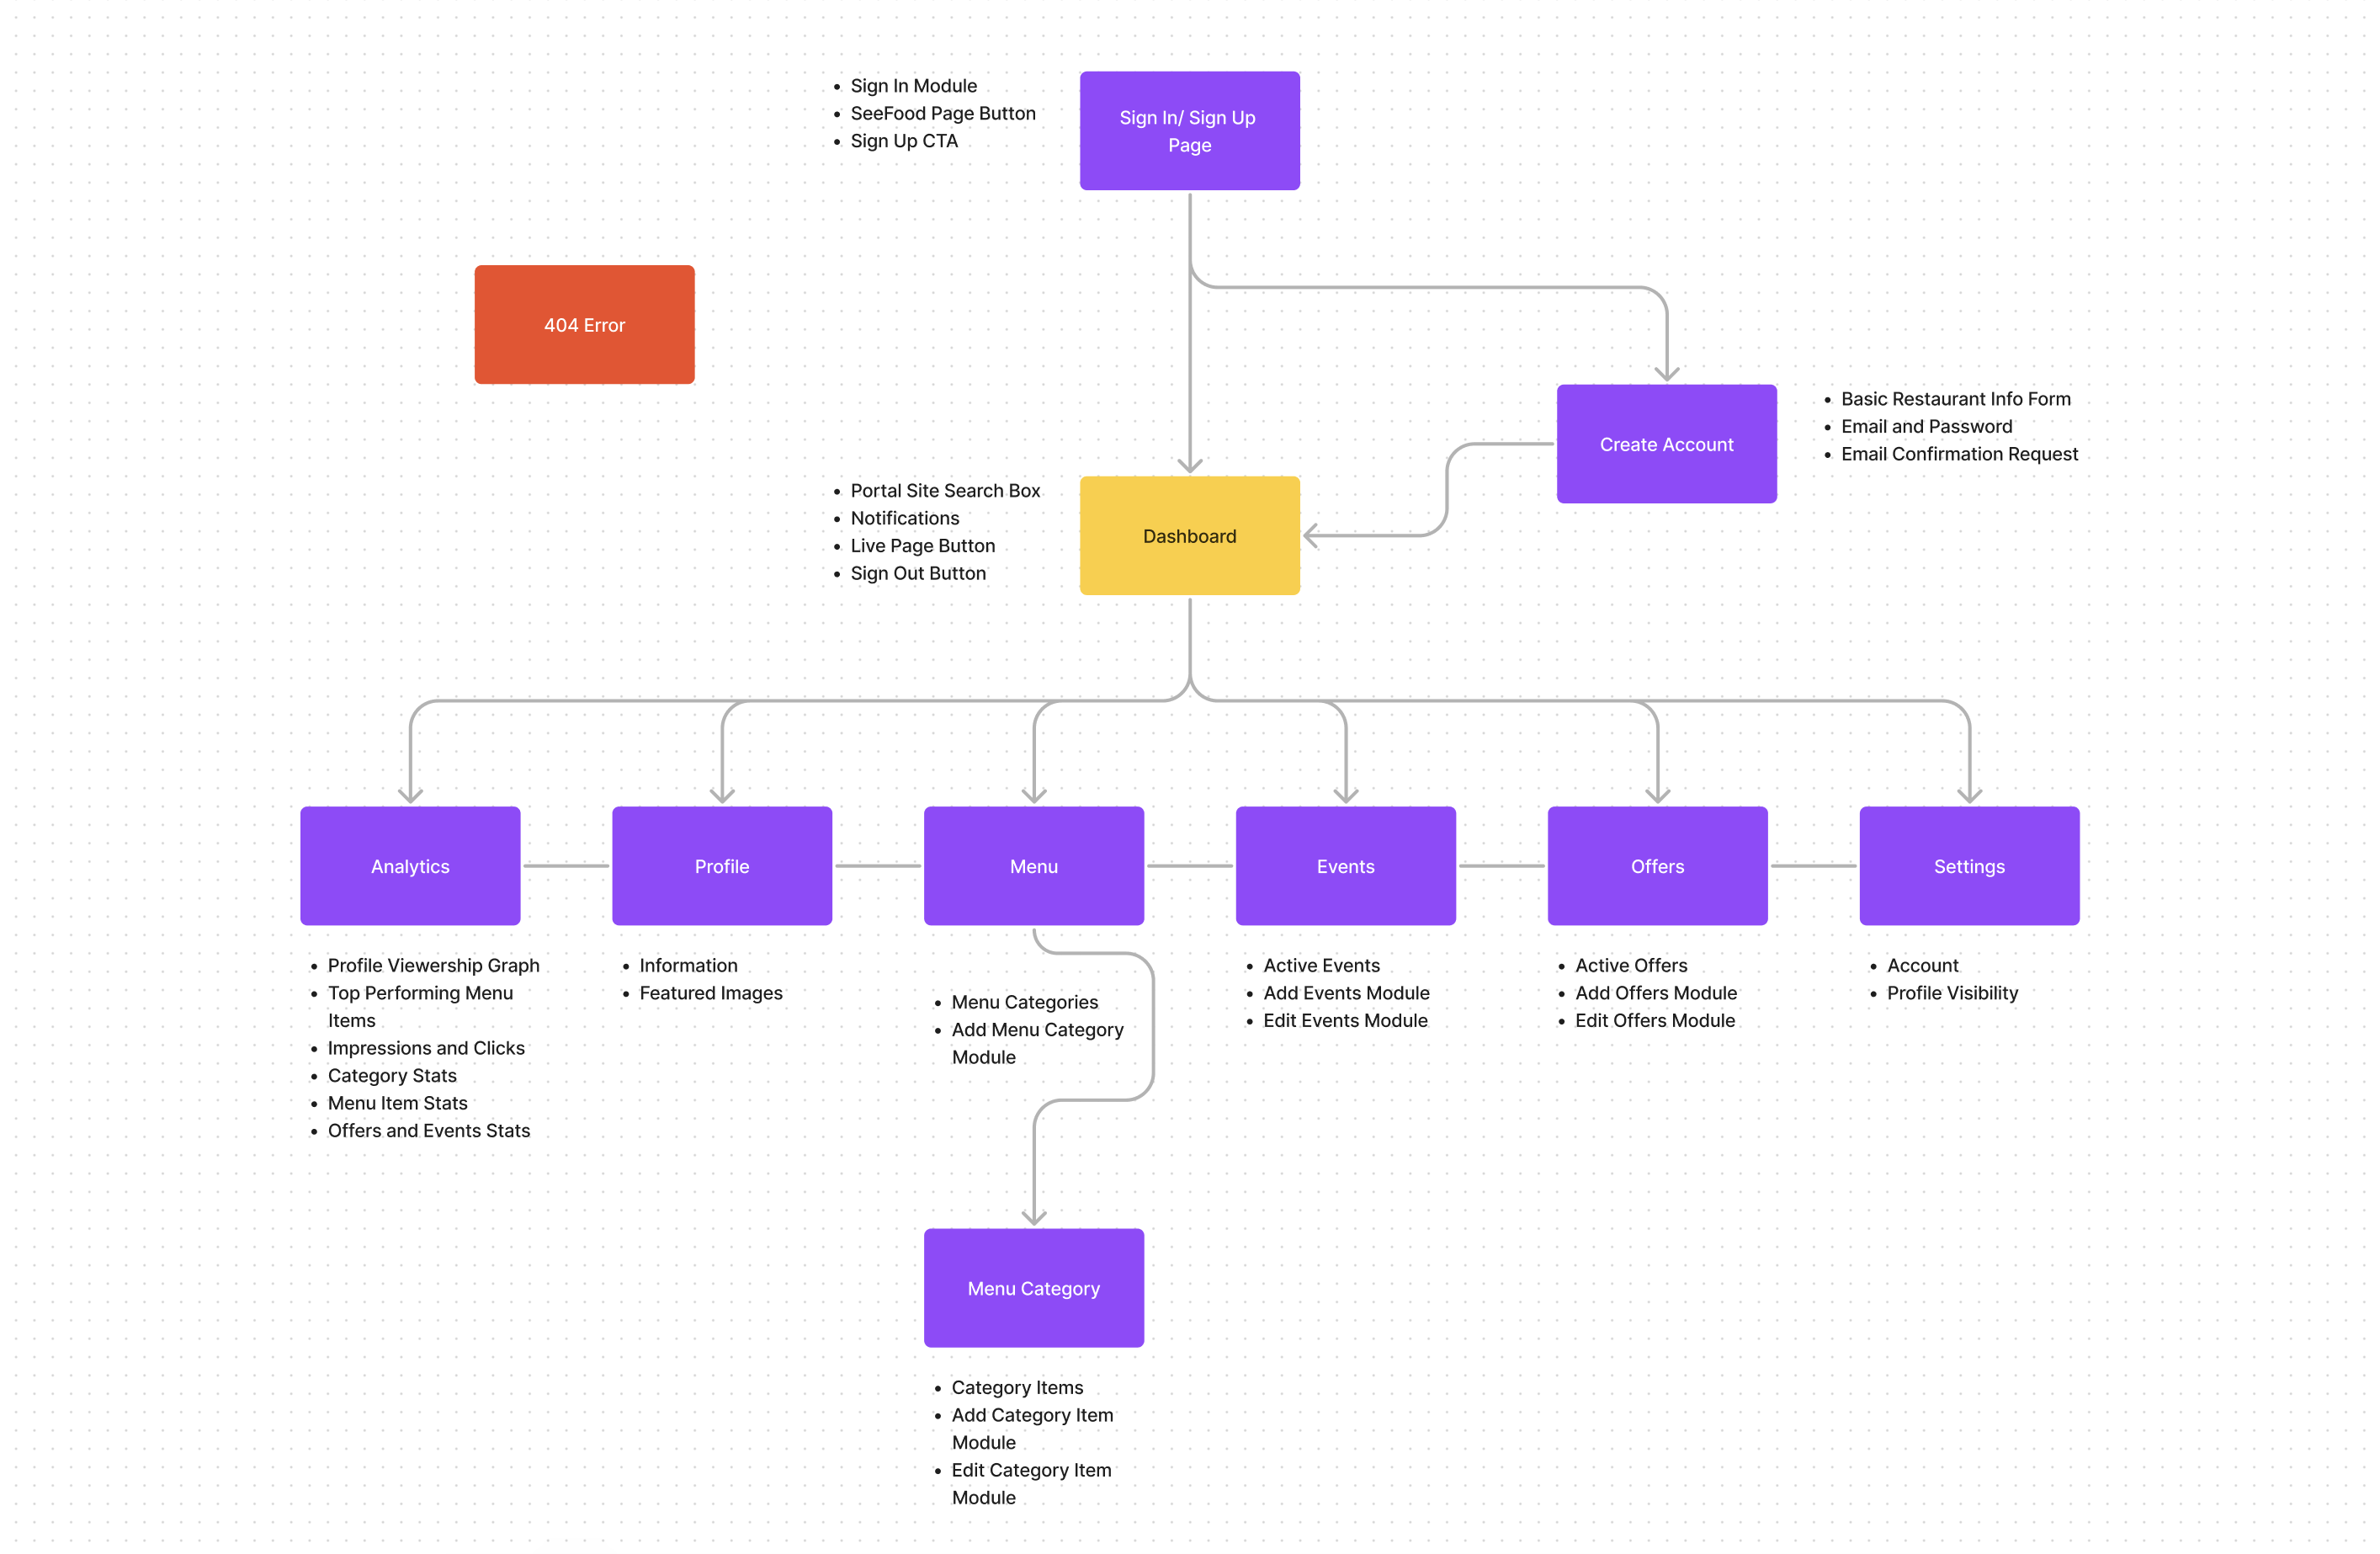 • Sign In Module
• SeeFood Page Button
• Sign Up CTA
Sign In/ Sign Up
Page
404 Error
Create Account
• Basic Restaurant Info Form
• Email and Password
• Email Confirmation Request
• Portal Site Search Box
• Notifications
• Live Page Button
• Sign Out Button
Dashboard
Analytics
Profile
Menu
Events
Offers
Settings
• Profile Viewership Graph
• Top Performing Menu
Items
• Impressions and Clicks
• Category Stats
• Menu Item Stats
• Offers and Events Stats
• Information
• Featured Images
• Menu Categories
• Add Menu Category
Module
• Active Events
• Add Events Module
• Edit Events Module
• Active Offers
• Add Offers Module
• Edit Offers Module
• Account
• Profile Visibility
Menu Category
• Category Items
• Add Category Item
Module
• Edit Category Item
Module